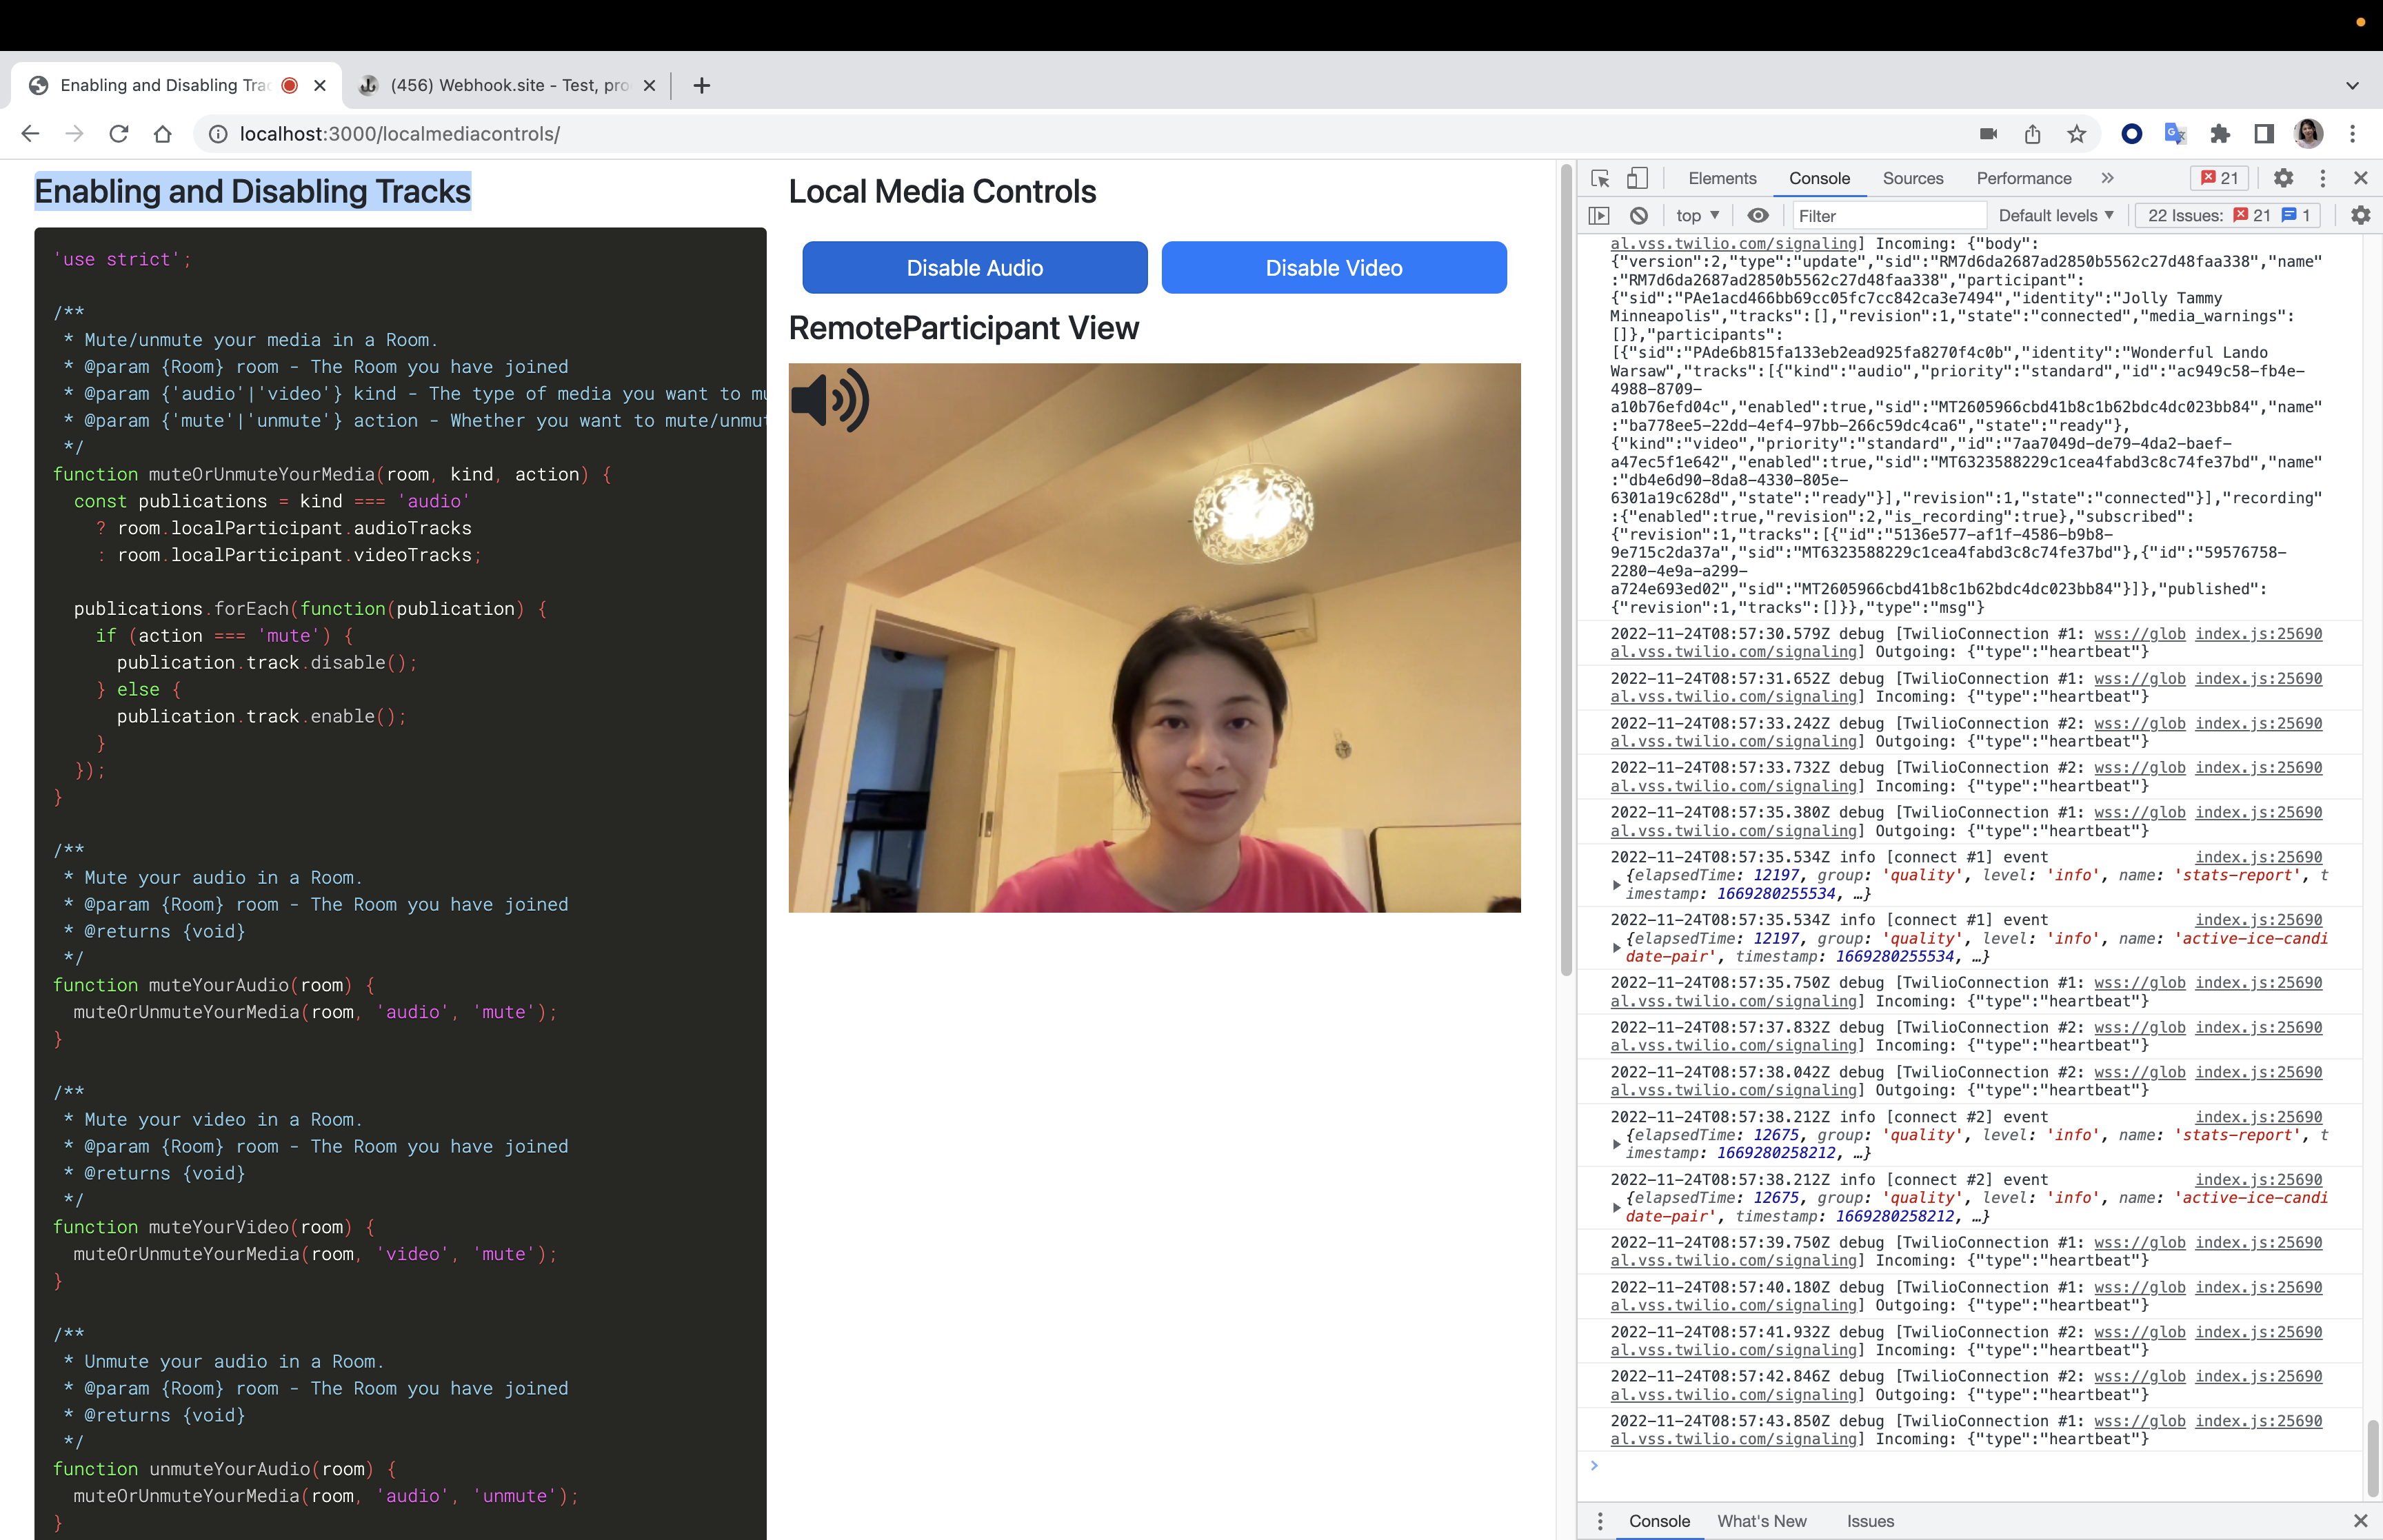 Enabling and Disabling Tra
(456) Webhook.site - Test, pro
localhost:3000/localmediacontrols/
Enabling and Disabling Tracks
'use strict';
/**
* Mute/unmute your media in a Room.
* @param {Room} room - The Room you have joined
* @param {'audio'|'video'} kind - The type of media you want to mu
* @param {'mute'|'unmute'} action - Whether you want to mute/unmut
*/
function muteOrUnmuteYourMedia(room, kind, action) {
const publications = kind === 'audio'
? room.localParticipant.audioTracks
: room.localParticipant.videoTracks;
publications.forEach(function(publication) {
if (action === 'mute') {
publication.track.disable();
} else {
publication.track.enable();
}
});
}
/**
* Mute your audio in a Room.
* @param {Room} room - The Room you have joined
* @returns {void}
*/
function muteYourAudio(room) {
muteOrUnmuteYourMedia(room, 'audio', 'mute');
}
/**
* Mute your video in a Room.
* @param {Room} room - The Room you have joined
* @returns {void}
*/
function muteYourVideo(room) {
muteOrUnmuteYourMedia(room, 'video', 'mute');
}
/**
* Unmute your audio in a Room.
* @param {Room} room - The Room you have joined
* @returns {void}
*/
function unmuteYourAudio(room) {
muteOrUnmuteYourMedia(room, 'audio', 'unmute');
}
Local Media Controls
Disable Audio
Disable Video
RemoteParticipant View
Elements Console Sources Performance 21
top Filter Default levels 22 Issues: 21 1
al.vss.twilio.com/signaling] Incoming: {"body":
{"version":2,"type":"update","sid":"RM7d6da2687ad2850b5562c27d48faa338","name"
:"RM7d6da2687ad2850b5562c27d48faa338","participant":
{"sid":"PAe1acd466bb69cc05fc7cc842ca3e7494","identity":"Jolly Tammy
Minneapolis","tracks":[],"revision":1,"state":"connected","media_warnings":
[]},"participants":
[{"sid":"PAde6b815fa133eb2ead925fa8270f4c0b","identity":"Wonderful Lando
Warsaw","tracks":[{"kind":"audio","priority":"standard","id":"ac949c58-fb4e-
4988-8709-
a10b76efd04c","enabled":true,"sid":"MT2605966cbd41b8c1b62bdc4dc023bb84","name"
:"ba778ee5-22dd-4ef4-97bb-266c59dc4ca6","state":"ready"},
{"kind":"video","priority":"standard","id":"7aa7049d-de79-4da2-baef-
a47ec5f1e642","enabled":true,"sid":"MT6323588229c1cea4fabd3c8c74fe37bd","name"
:"db4e6d90-8da8-4330-805e-
6301a19c628d","state":"ready"}],"revision":1,"state":"connected"}],"recording"
:{"enabled":true,"revision":2,"is_recording":true},"subscribed":
{"revision":1,"tracks":[{"id":"5136e577-af1f-4586-b9b8-
9e715c2da37a","sid":"MT6323588229c1cea4fabd3c8c74fe37bd"},{"id":"59576758-
2280-4e9a-a299-
a724e693ed02","sid":"MT2605966cbd41b8c1b62bdc4dc023bb84"}]},"published":
{"revision":1,"tracks":[]}},"type":"msg"}
2022-11-24T08:57:30.579Z debug [TwilioConnection #1: wss://glob index.js:25690
al.vss.twilio.com/signaling] Outgoing: {"type":"heartbeat"}
2022-11-24T08:57:31.652Z debug [TwilioConnection #1: wss://glob index.js:25690
al.vss.twilio.com/signaling] Incoming: {"type":"heartbeat"}
2022-11-24T08:57:33.242Z debug [TwilioConnection #2: wss://glob index.js:25690
al.vss.twilio.com/signaling] Outgoing: {"type":"heartbeat"}
2022-11-24T08:57:33.732Z debug [TwilioConnection #2: wss://glob index.js:25690
al.vss.twilio.com/signaling] Incoming: {"type":"heartbeat"}
2022-11-24T08:57:35.380Z debug [TwilioConnection #1: wss://glob index.js:25690
al.vss.twilio.com/signaling] Outgoing: {"type":"heartbeat"}
2022-11-24T08:57:35.534Z info [connect #1] event index.js:25690
{elapsedTime: 12197, group: 'quality', level: 'info', name: 'stats-report', t
imestamp: 1669280255534, …}
2022-11-24T08:57:35.534Z info [connect #1] event index.js:25690
{elapsedTime: 12197, group: 'quality', level: 'info', name: 'active-ice-candi
date-pair', timestamp: 1669280255534, …}
2022-11-24T08:57:35.750Z debug [TwilioConnection #1: wss://glob index.js:25690
al.vss.twilio.com/signaling] Incoming: {"type":"heartbeat"}
2022-11-24T08:57:37.832Z debug [TwilioConnection #2: wss://glob index.js:25690
al.vss.twilio.com/signaling] Incoming: {"type":"heartbeat"}
2022-11-24T08:57:38.042Z debug [TwilioConnection #2: wss://glob index.js:25690
al.vss.twilio.com/signaling] Outgoing: {"type":"heartbeat"}
2022-11-24T08:57:38.212Z info [connect #2] event index.js:25690
{elapsedTime: 12675, group: 'quality', level: 'info', name: 'stats-report', t
imestamp: 1669280258212, …}
2022-11-24T08:57:38.212Z info [connect #2] event index.js:25690
{elapsedTime: 12675, group: 'quality', level: 'info', name: 'active-ice-candi
date-pair', timestamp: 1669280258212, …}
2022-11-24T08:57:39.750Z debug [TwilioConnection #1: wss://glob index.js:25690
al.vss.twilio.com/signaling] Incoming: {"type":"heartbeat"}
2022-11-24T08:57:40.180Z debug [TwilioConnection #1: wss://glob index.js:25690
al.vss.twilio.com/signaling] Outgoing: {"type":"heartbeat"}
2022-11-24T08:57:41.932Z debug [TwilioConnection #2: wss://glob index.js:25690
al.vss.twilio.com/signaling] Incoming: {"type":"heartbeat"}
2022-11-24T08:57:42.846Z debug [TwilioConnection #2: wss://glob index.js:25690
al.vss.twilio.com/signaling] Outgoing: {"type":"heartbeat"}
2022-11-24T08:57:43.850Z debug [TwilioConnection #1: wss://glob index.js:25690
al.vss.twilio.com/signaling] Incoming: {"type":"heartbeat"}
Console What's New Issues